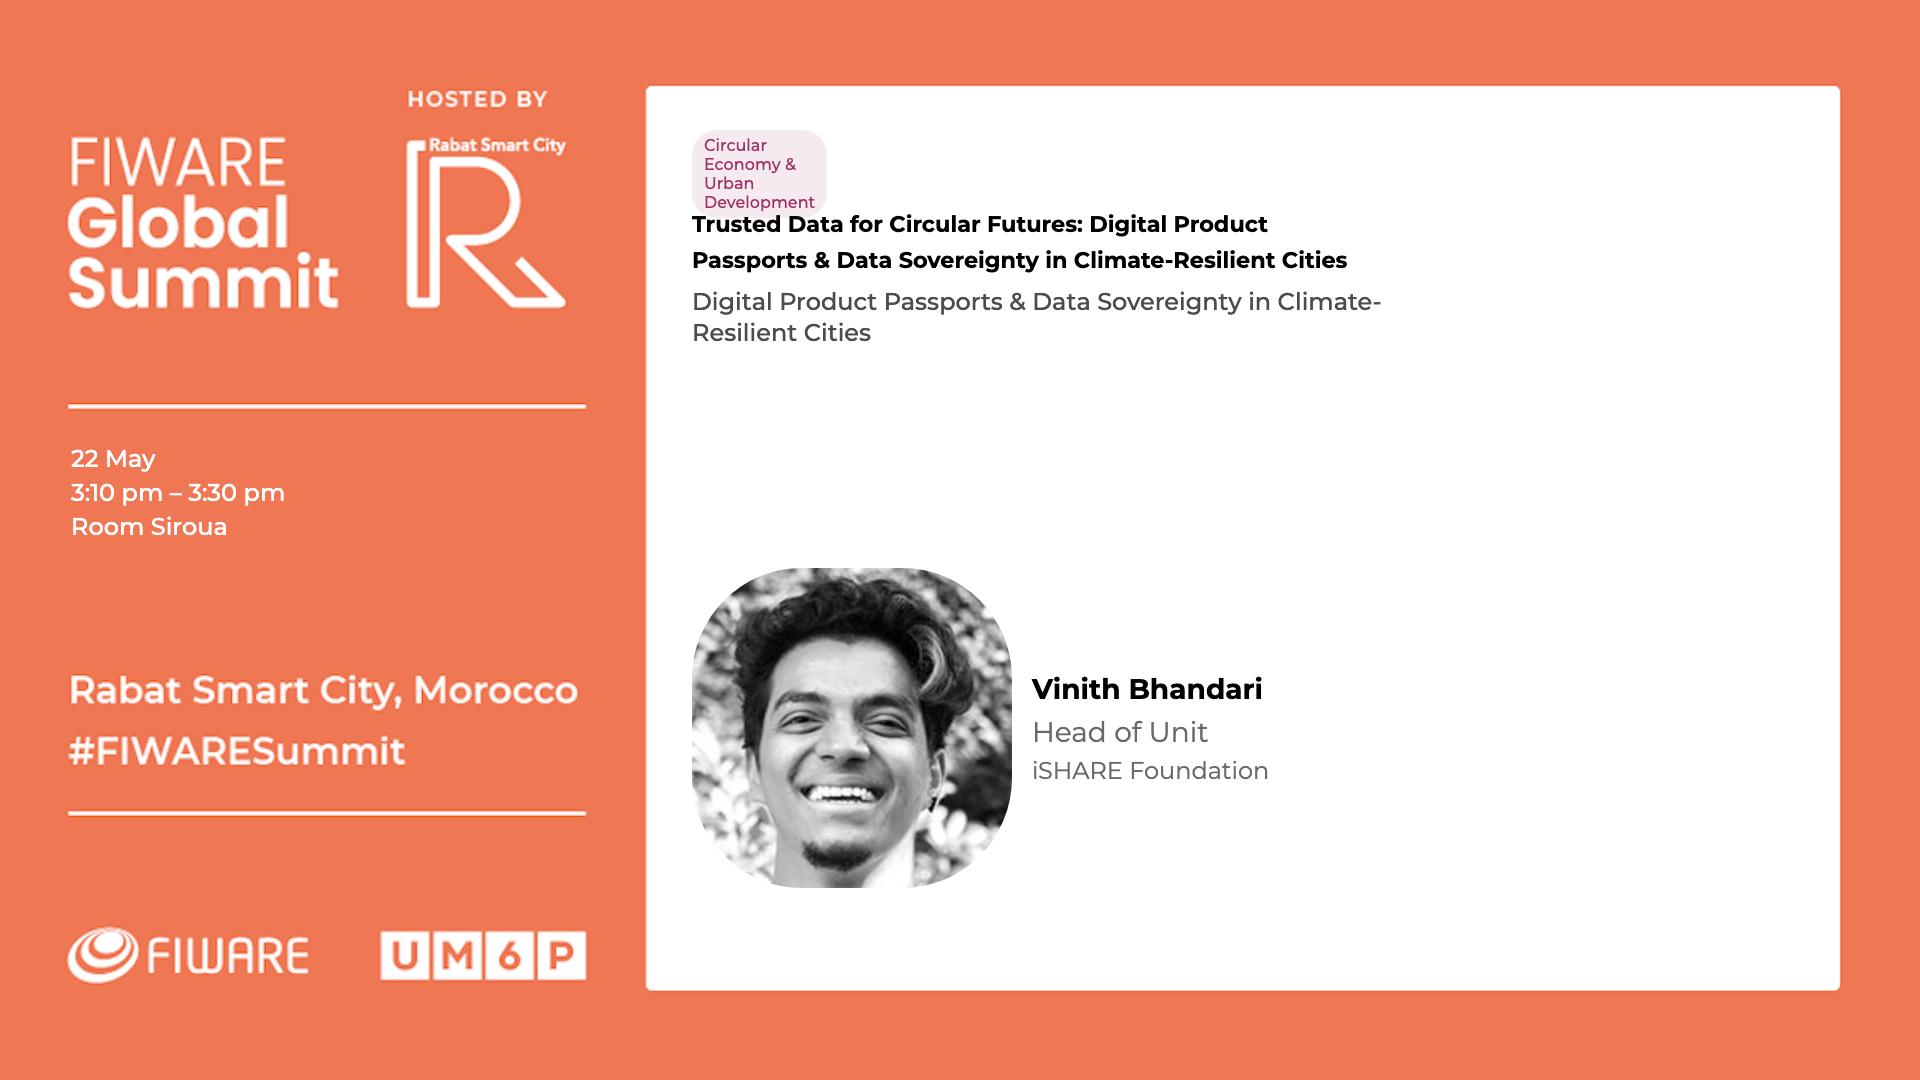 HOSTED BY
FIWARE
Global
Summit
Rabat Smart City
R
22 May
3:10 pm – 3:30 pm
Room Siroua
Rabat Smart City, Morocco
#FIWARESummit
FIWARE
UM6P
Circular
Economy &
Urban
Development
Trusted Data for Circular Futures: Digital Product
Passports & Data Sovereignty in Climate-Resilient Cities
Digital Product Passports & Data Sovereignty in Climate-
Resilient Cities
Vinith Bhandari
Head of Unit
iSHARE Foundation